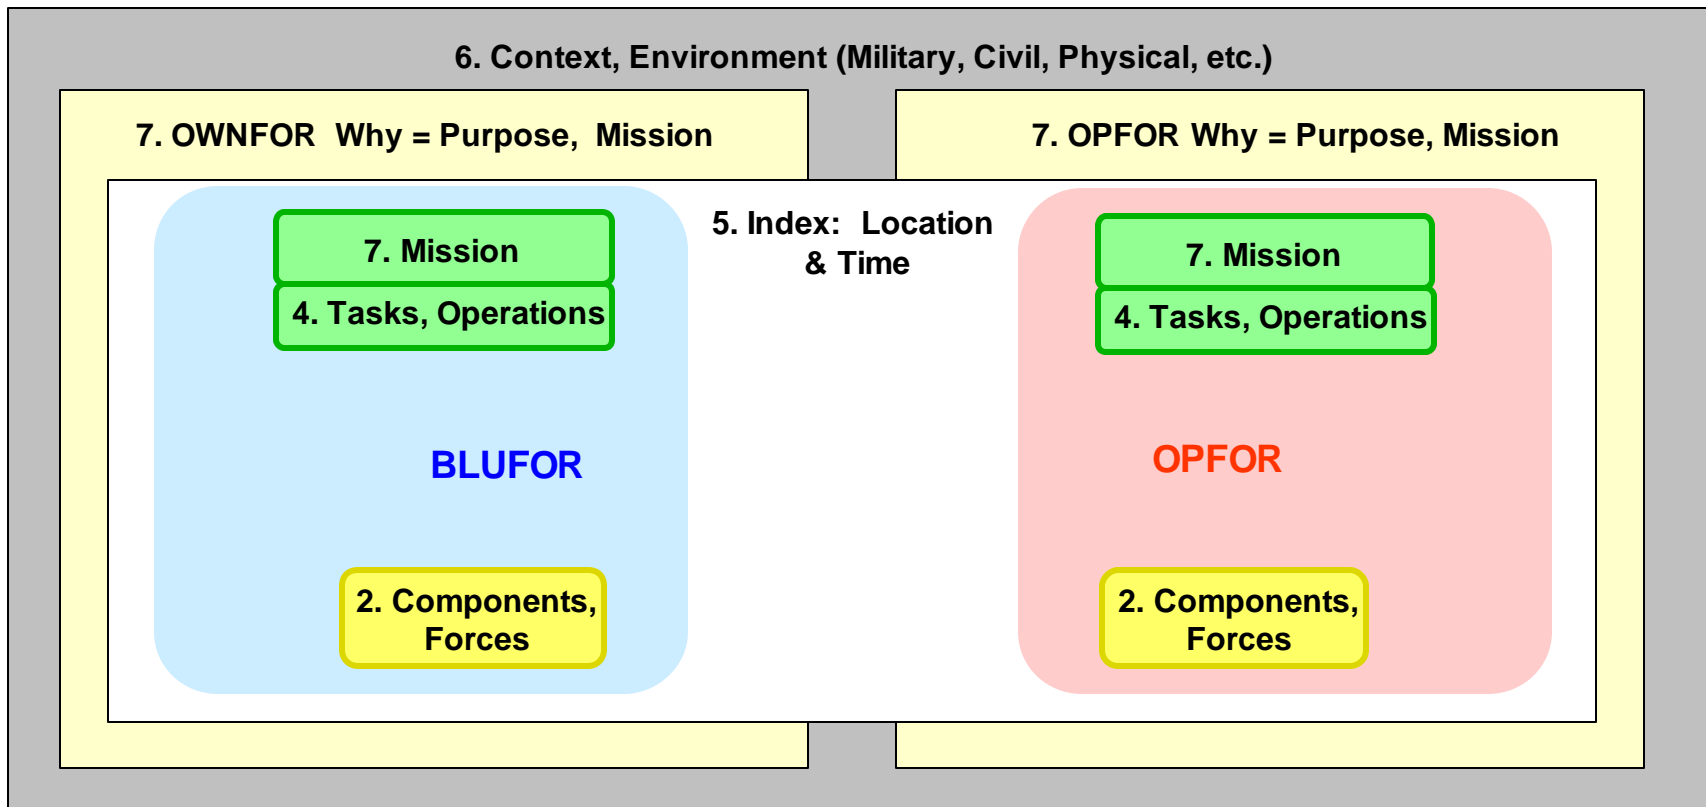 6. Context, Environment (Military, Civil, Physical, etc.)
7. OWNFOR Why = Purpose, Mission
7. OPFOR Why = Purpose, Mission
5. Index: Location
& Time
7. Mission
4. Tasks, Operations
BLUFOR
2. Components,
Forces
7. Mission
4. Tasks, Operations
OPFOR
2. Components,
Forces